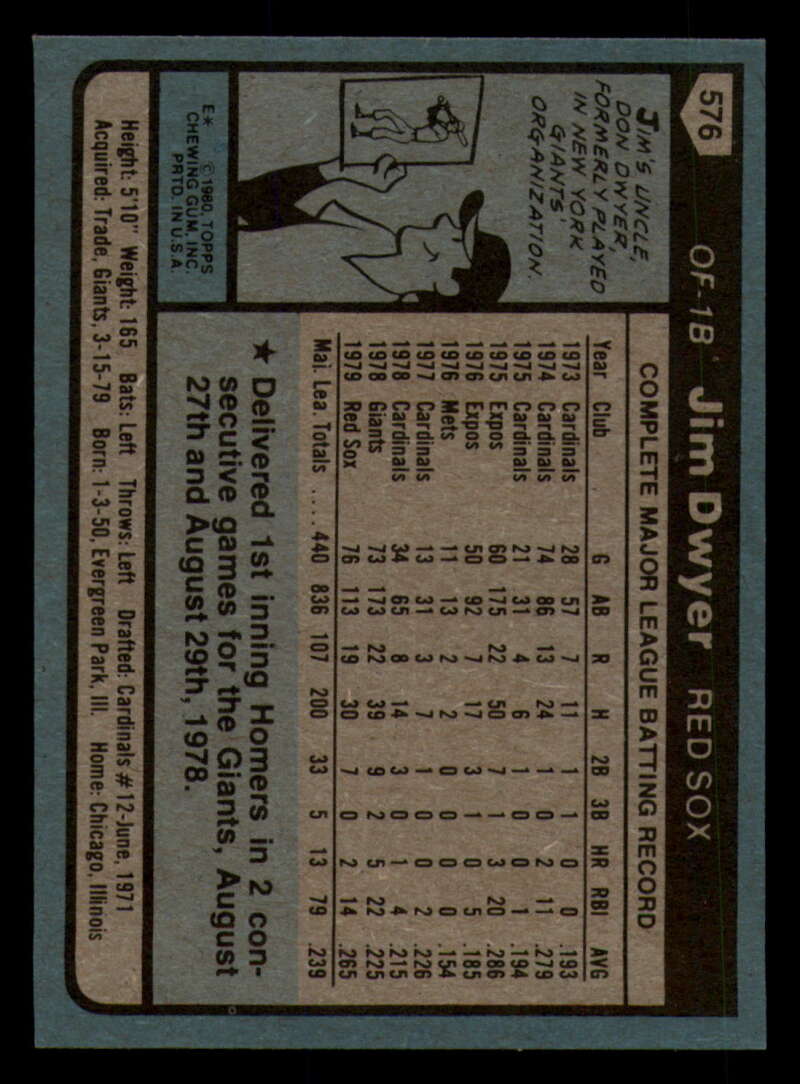 576
OF-1B Jim Dwyer RED SOX
JIM'S UNCLE,
DON DWYER,
FORMERLY PLAYED
IN NEW YORK
GIANTS'
ORGANIZATION.
E* ©1980, TOPPS
CHEWING GUM, INC.
PRTD. IN U.S.A.
COMPLETE MAJOR LEAGUE BATTING RECORD
Year Club G AB R H 2B 3B HR RBI AVG
1973 Cardinals 28 57 7 11 1 1 0 0 .193
1974 Cardinals 74 86 13 24 1 0 2 11 .279
1975 Cardinals 21 31 4 6 1 0 0 1 .194
1975 Expos 60 175 22 50 7 1 3 20 .286
1976 Expos 50 92 7 17 3 1 0 5 .185
1976 Mets 11 13 2 2 0 0 0 0 .154
1977 Cardinals 13 31 3 7 1 0 0 2 .226
1978 Cardinals 34 65 8 14 3 0 1 4 .215
1978 Giants 73 173 22 39 9 2 5 22 .225
1979 Red Sox 76 113 19 30 7 0 2 14 .265
Maj. Lea. Totals .... 440 836 107 200 33 5 13 79 .239
★ Delivered 1st inning Homers in 2 con-
secutive games for the Giants, August
27th and August 29th, 1978.
Height: 5'10" Weight: 165 Bats: Left Throws: Left Drafted: Cardinals #12-June, 1971
Acquired: Trade, Giants, 3-15-79 Born: 1-3-50, Evergreen Park, Ill. Home: Chicago, Illinois